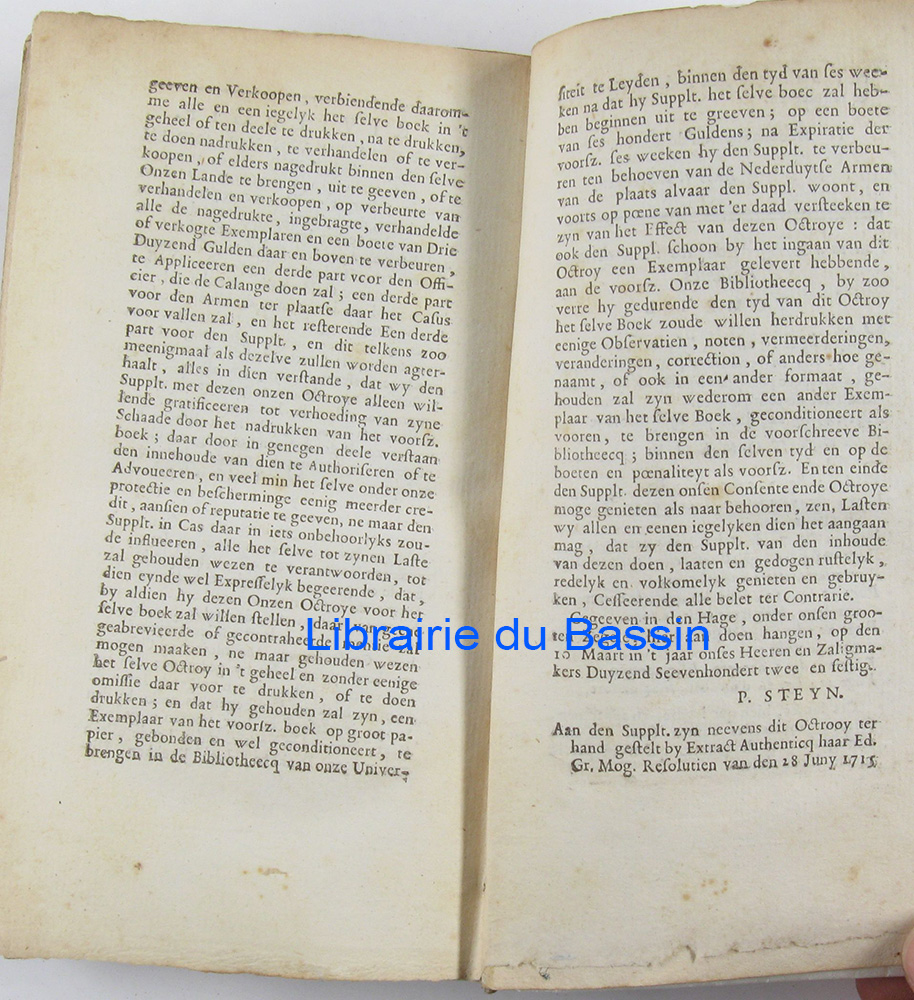 geeven en Verkoopen, verbiendende daarom-
me alle en een iegelyk het ſelve boek in 't
geheel of ten deele te drukken, na te drukken,
te doen nadrukken, te verhandelen of te ver-
koopen, of elders nagedrukt binnen den ſelve
Onzen Lande te brengen, uit te geeven, of te
verhandelen en verkoopen, op verbeurte van
alle de nagedrukte, ingebragte, verhandelde
of verkogte Exemplaren en een boete van Drie
Duyzend Gulden daar en boven te verbeuren,
te Appliceeren een derde part voor den Offi-
cier, die de Calange doen zal; een derde part
voor den Armen ter plaatſe daar het Caſus
voor vallen zal, en het reſterende Een derde
part voor den Supplt., en dit telkens zoo
meenigmaal als dezelve zullen worden agter-
haalt, alles in dien verſtande, dat wy den
Supplt. met dezen onzen Octroye alleen wil-
lende gratificeeren tot verhoeding van zyne
Schaade door het nadrukken van het voorſz.
boek; daar door in genegen deele verſtaan
den innehoude van dien te Authoriſeren of te
Advoueeren, en veel min het ſelve onder onze
protectie en beſcherminge eenig meerder cre-
dit, aanſien of reputatie te geeven, ne maar den
Supplt. in Cas daar in iets onbehoorlyks zou-
de influeeren, alle het ſelve tot zynen Laſte
zal gehouden wezen te verantwoorden, tot
dien eynde wel Expreſſelyk begeerende, dat,
by aldien hy dezen Onzen Octroye voor het
ſelve boek zal willen ſtellen, daar van geene
geabrevieerde of gecontraheerde mentie zal
mogen maaken, ne maar gehouden wezen
het ſelve Octroy in 't geheel en zonder eenige
omiſſie daar voor te drukken, of te doen
drukken; en dat hy gehouden zal zyn, een
Exemplaar van het voorſz. boek op groot pa-
pier, gebonden en wel geconditioneert, te
brengen in de Bibliotheecq van onze Univer-
ſiteit te Leyden, binnen den tyd van ſes wee-
ken na dat hy Supplt. het ſelve boec zal heb-
ben beginnen uit te greeven; op een boete
van ſes hondert Guldens; na Expiratie der
voorſz. ſes weeken hy den Supplt. te verbeu-
ren ten behoeven van de Nederduytſe Armen
van de plaats alvaar den Suppl. woont, en
voorts op pœne van met 'er daad verſteeken te
zyn van het Effect van dezen Octroye: dat
ook den Suppl. ſchoon by het ingaan van dit
Octroy een Exemplaar gelevert hebbende,
aan de voorſz. Onze Bibliotheecq, by zoo
verre hy gedurende den tyd van dit Octroy
het ſelve Boek zoude willen herdrukken met
eenige Obſervatien, noten, vermeerderingen,
veranderingen, correction, of anders hoe ge-
naamt, of ook in een ander formaat, ge-
houden zal zyn wederom een ander Exem-
plaar van het ſelve Boek, geconditioneert als
vooren, te brengen in de voorſchreeve Bi-
bliotheecq; binnen den ſelven tyd en op de
boeten en pœnaliteyt als voorſz. En ten einde
den Supplt. dezen onſen Conſente ende Octroye
moge genieten als naar behooren, zen, Laſten
wy allen en eenen iegelyken dien het aangaan
mag, dat zy den Supplt. van den inhoude
van dezen doen, laaten en gedogen ruſtelyk,
redelyk en volkomelyk genieten en gebruy-
ken, Ceſſeerende alle belet ter Contrarie.
Gegeeven in den Hage, onder onſen groo-
ten Zegele hier aan doen hangen, op den
10 Maart in 't jaar onſes Heeren en Zaligma-
kers Duyzend Seevenhondert twee en ſeſtig.
P. STEYN.
Aan den Supplt. zyn neevens dit Octrooy ter
hand geſtelt by Extract Authenticq haar Ed.
Gr. Mog. Reſolutien van den 28 Juny 1715
Librairie du Bassin